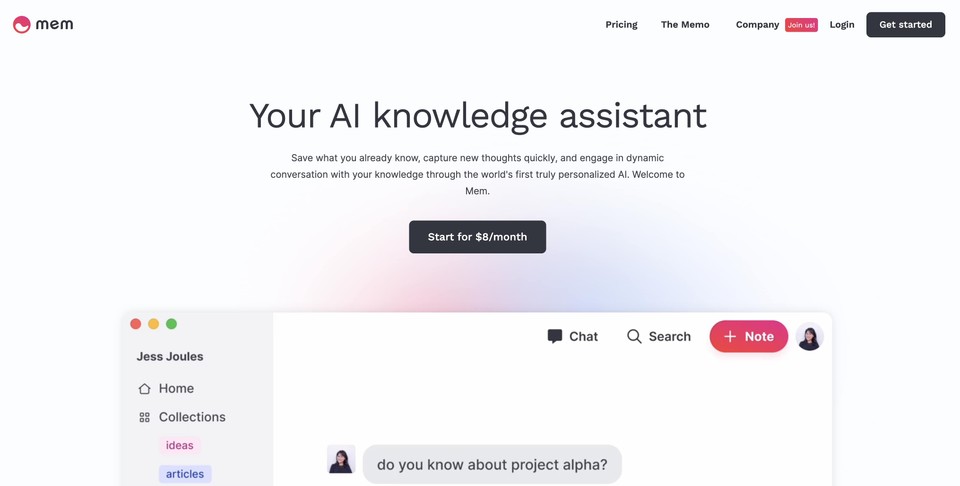 mem
Pricing
The Memo
Company
Join us!
Login
Get started
Your AI knowledge assistant
Save what you already know, capture new thoughts quickly, and engage in dynamic
conversation with your knowledge through the world's first truly personalized AI. Welcome to
Mem.
Start for $8/month
Chat
Search
Note
Jess Joules
Home
Collections
ideas
articles
do you know about project alpha?